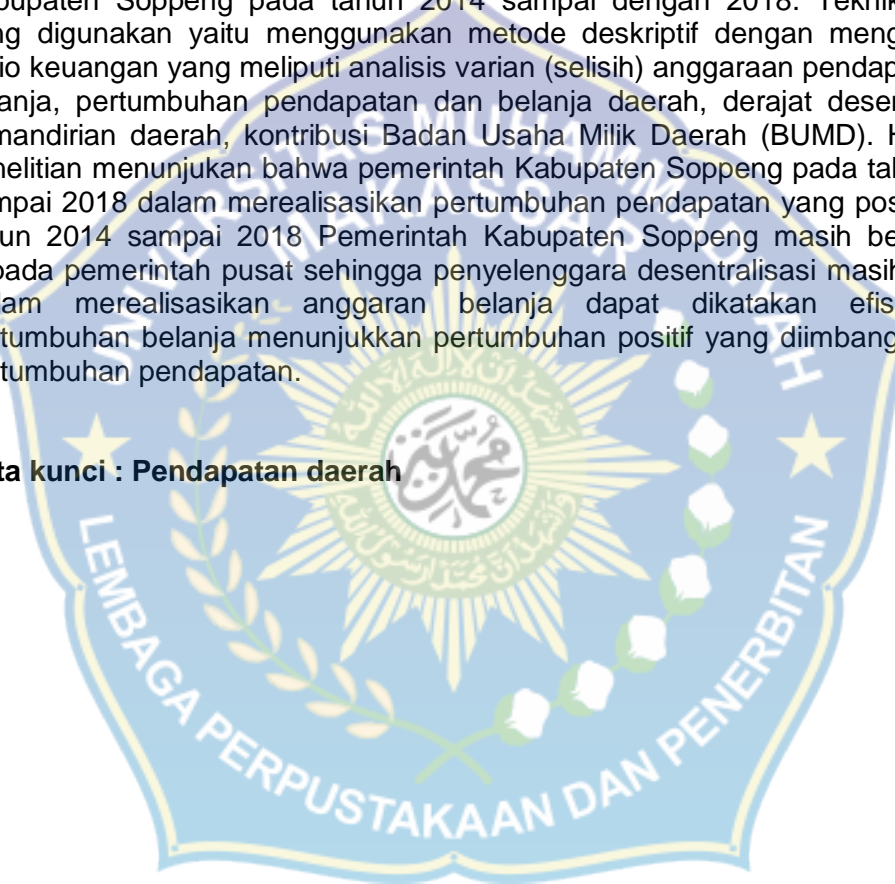 bupaten Soppeng pada tahun 2014 sampai dengan 2018. Teknik
ng digunakan yaitu menggunakan metode deskriptif dengan meng
io keuangan yang meliputi analisis varian (selisih) anggaraan pendap
anja, pertumbuhan pendapatan dan belanja daerah, derajat desen
mandirian daerah, kontribusi Badan Usaha Milik Daerah (BUMD). H
nelitian menunjukan bahwa pemerintah Kabupaten Soppeng pada tah
mpai 2018 dalam merealisasikan pertumbuhan pendapatan yang pos
un 2014 sampai 2018 Pemerintah Kabupaten Soppeng masih be
pada pemerintah pusat sehingga penyelenggara desentralisasi masih
lam merealisasikan anggaran belanja dapat dikatakan efis
tumbuhan belanja menunjukkan pertumbuhan positif yang diimbang
tumbuhan pendapatan.
ta kunci : Pendapatan daerah
UNIVERSITAS MUHAMMADIYAH
MAKASSAR
LEMBAGA PERPUSTAKAAN DAN PENERBITAN